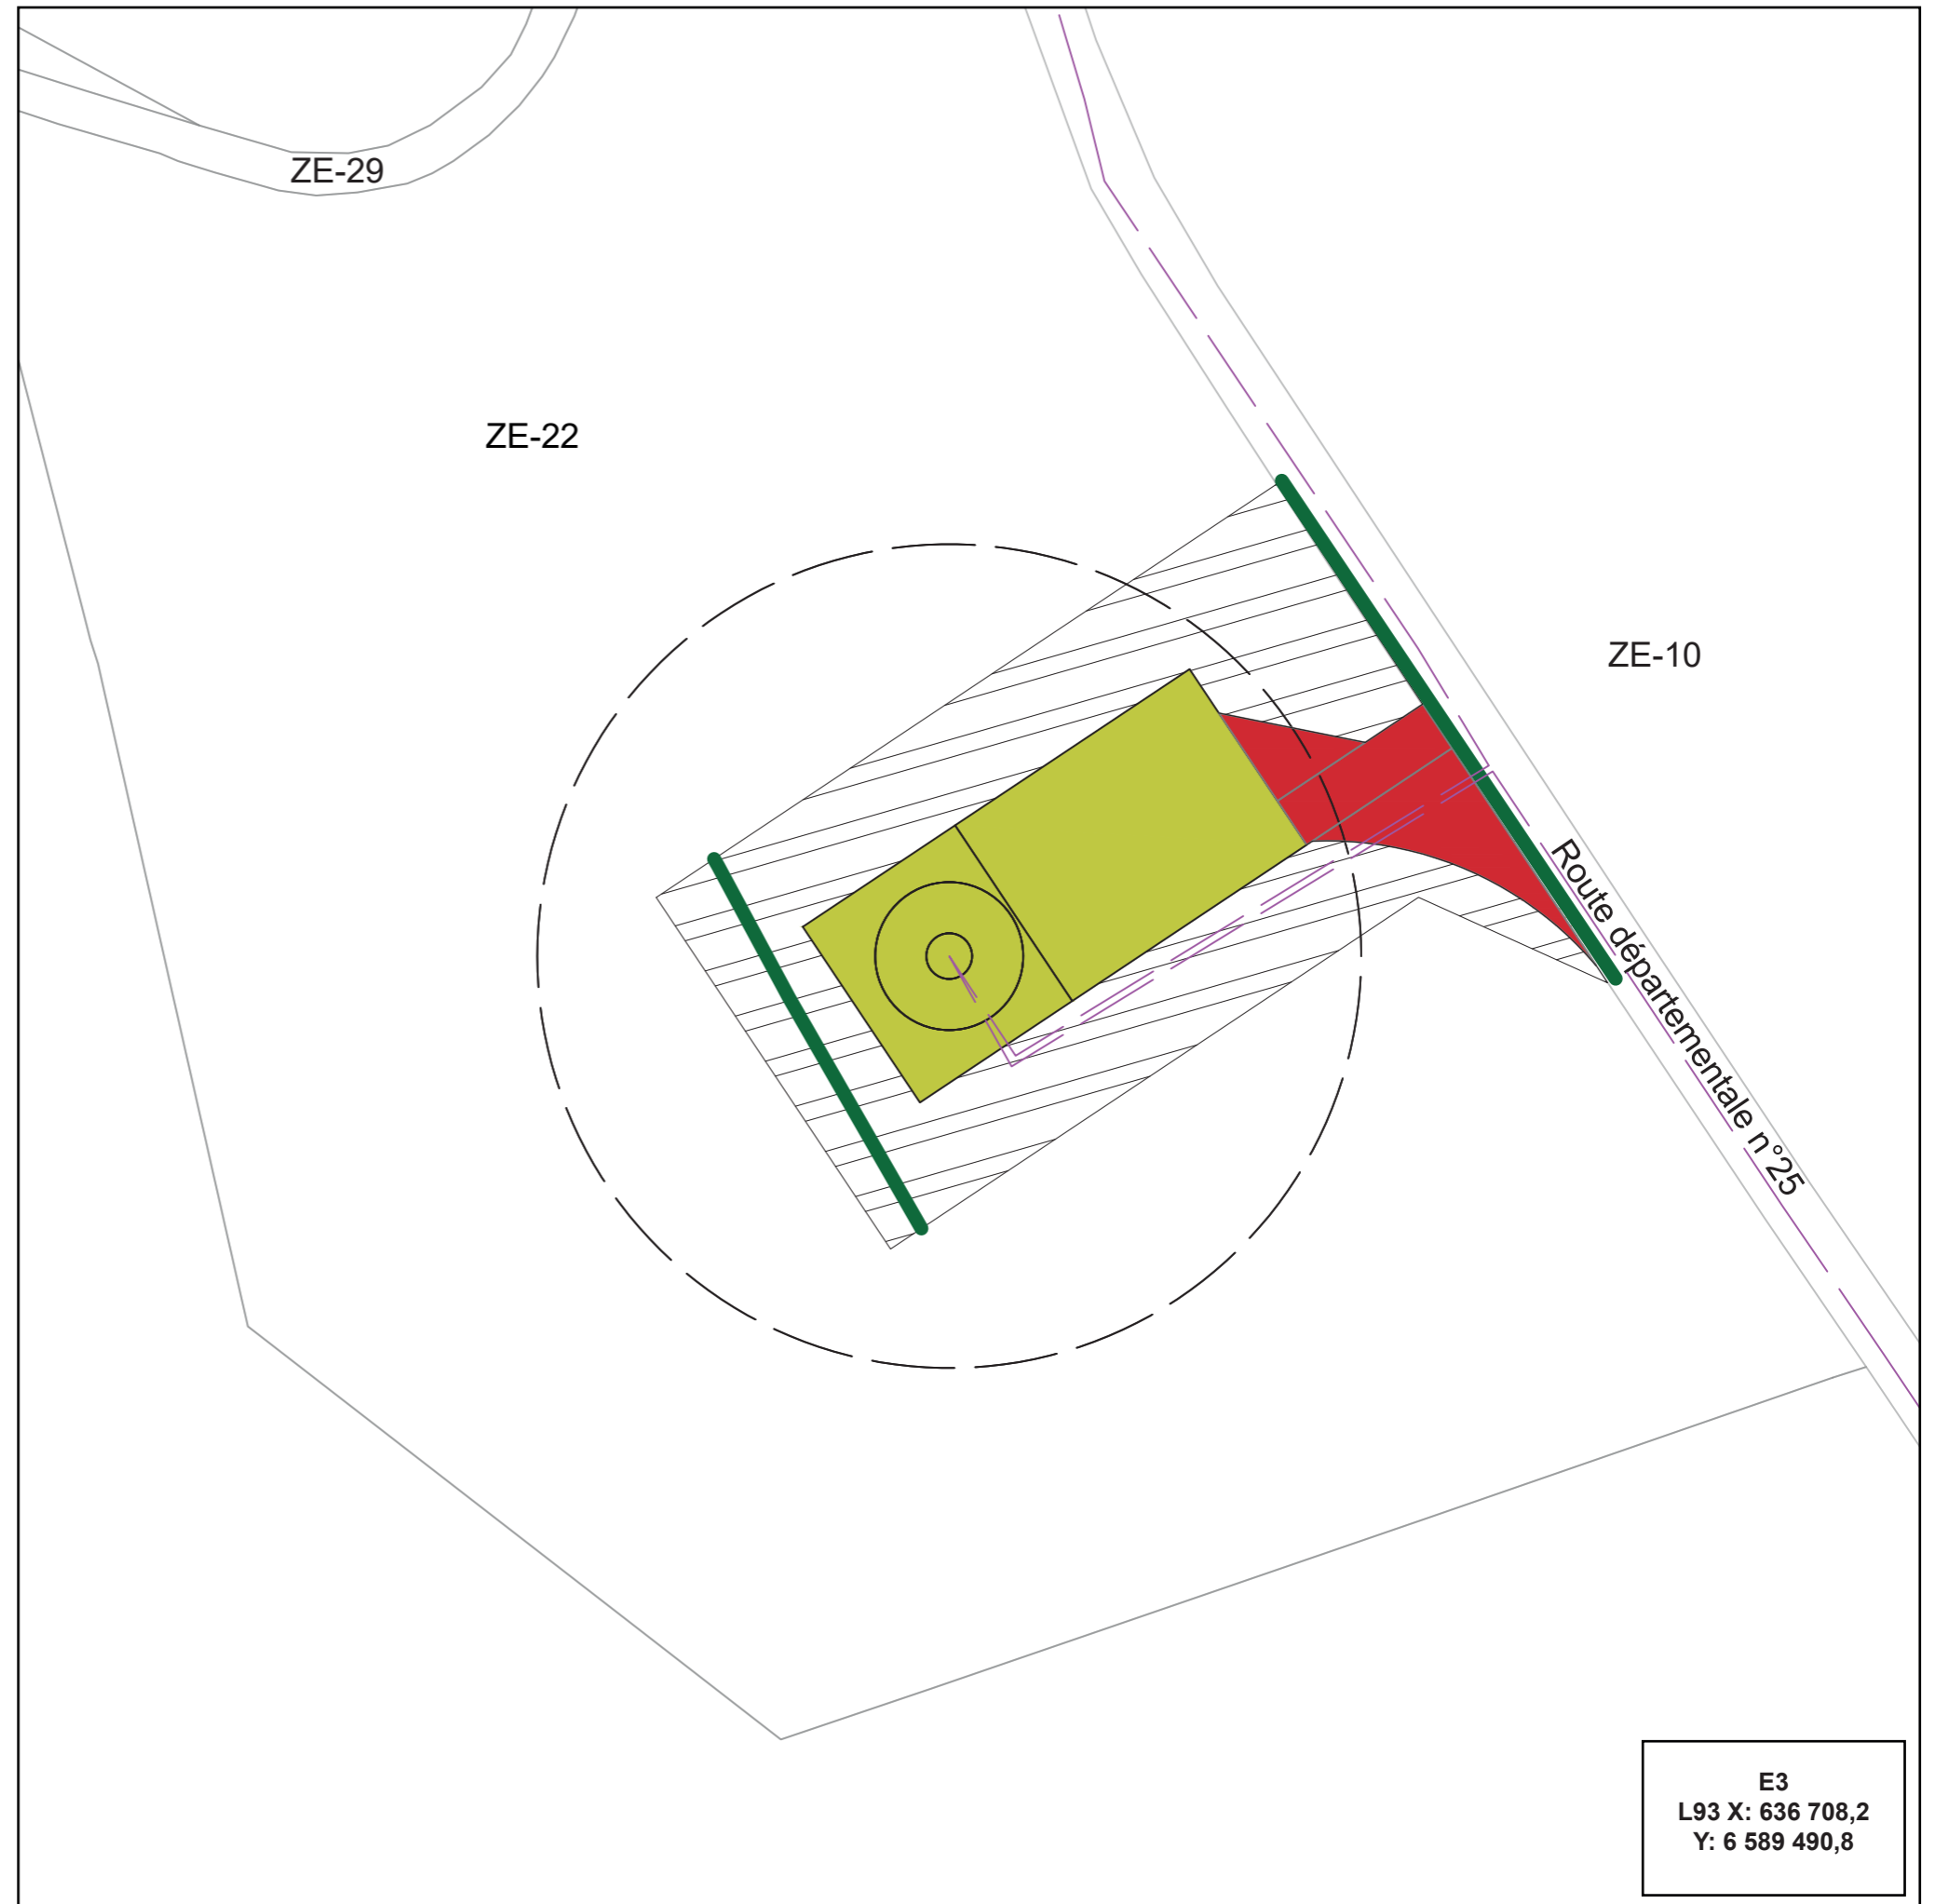 ZE-29
ZE-22
ZE-10
Route départementale n°25
E3
L93 X: 636 708,2
Y: 6 589 490,8